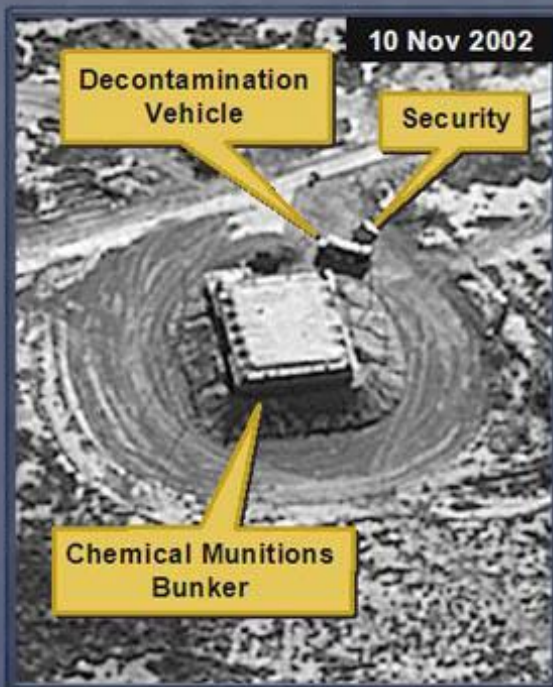 10 Nov 2002
Decontamination
Vehicle
Security
Chemical Munitions
Bunker